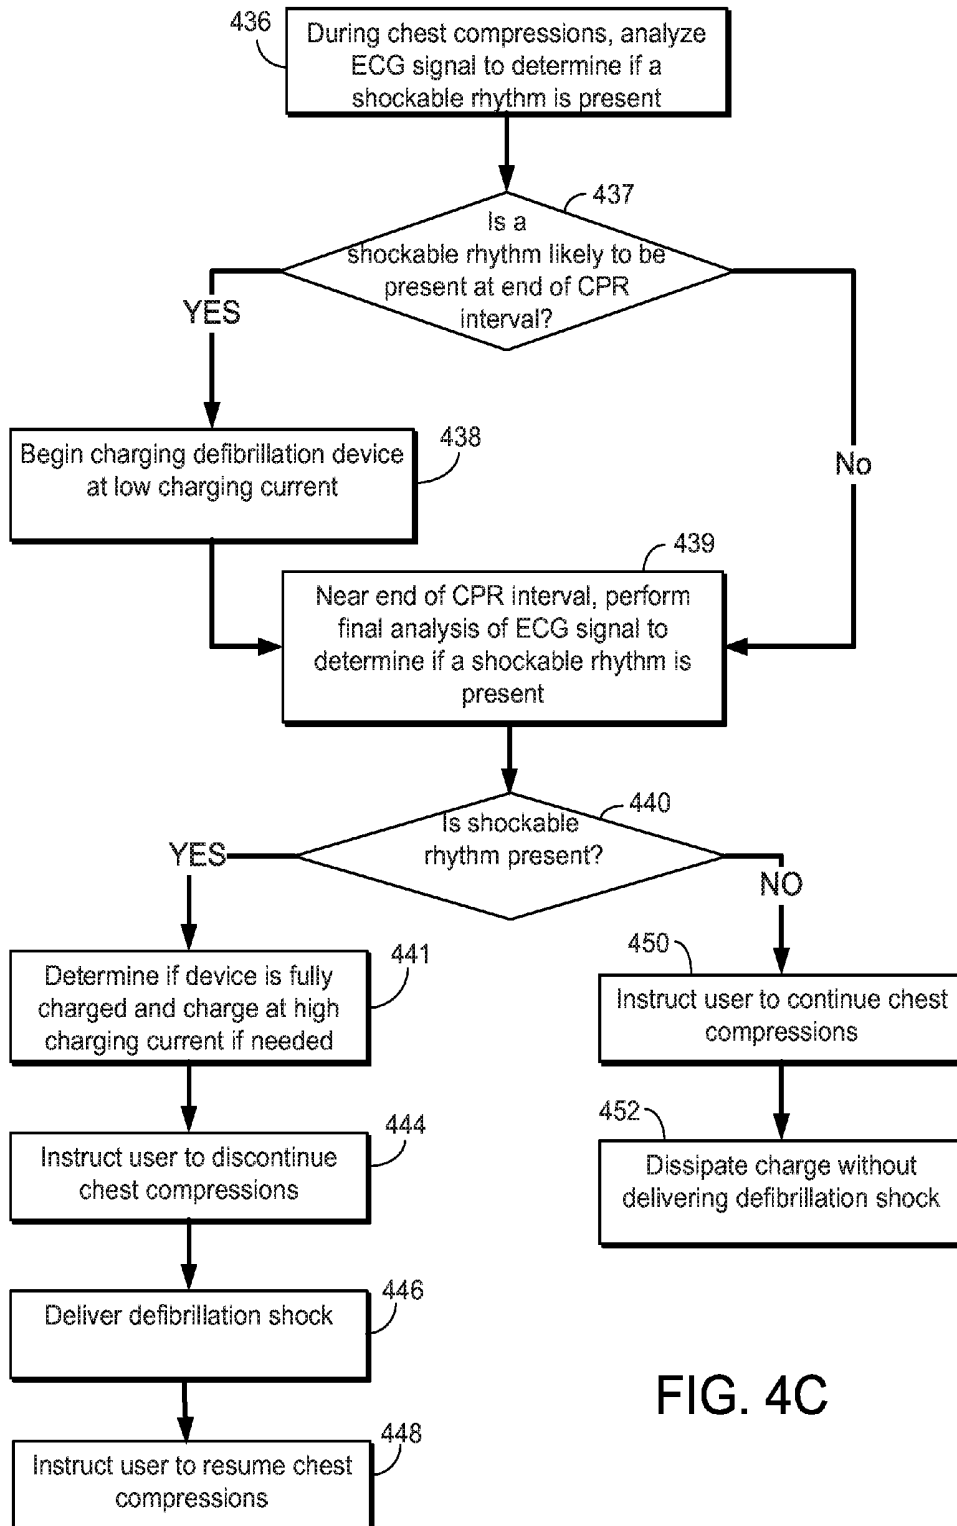 436
During chest compressions, analyze
ECG signal to determine if a
shockable rhythm is present
437
Is a
shockable rhythm likely to be
present at end of CPR
interval?
YES
No
438
Begin charging defibrillation device
at low charging current
439
Near end of CPR interval, perform
final analysis of ECG signal to
determine if a shockable rhythm is
present
440
Is shockable
rhythm present?
YES
NO
441
Determine if device is fully
charged and charge at high
charging current if needed
450
Instruct user to continue chest
compressions
444
Instruct user to discontinue
chest compressions
452
Dissipate charge without
delivering defibrillation shock
446
Deliver defibrillation shock
448
Instruct user to resume chest
compressions
FIG. 4C